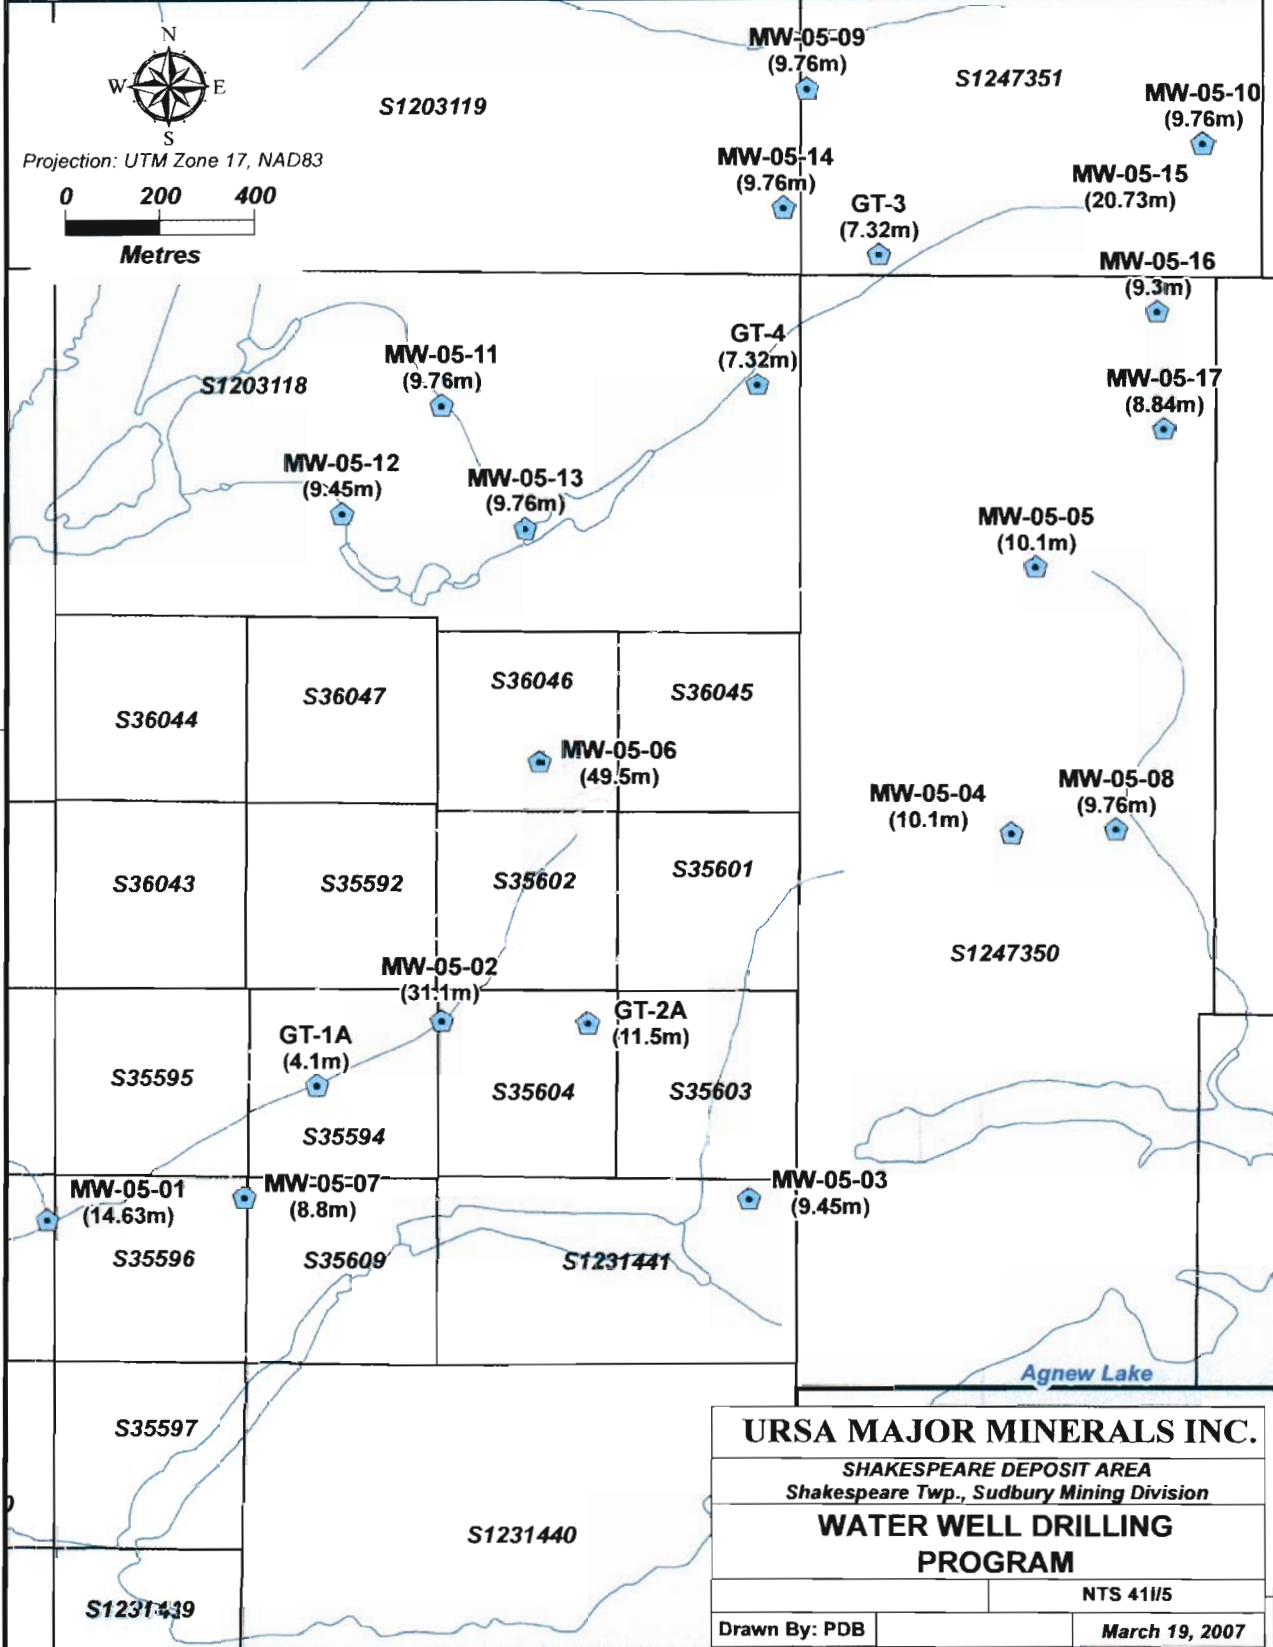 N
W
E
S
Projection: UTM Zone 17, NAD83
0 200 400
Metres
S1203119
MW-05-09
(9.76m)
S1247351
MW-05-10
(9.76m)
MW-05-14
(9.76m)
MW-05-15
(20.73m)
GT-3
(7.32m)
MW-05-16
(9.3m)
GT-4
(7.32m)
MW-05-11
(9.76m)
S1203118
MW-05-17
(8.84m)
MW-05-12
(9.45m)
MW-05-13
(9.76m)
MW-05-05
(10.1m)
S36044
S36047
S36046
S36045
MW-05-06
(49.5m)
MW-05-04
(10.1m)
MW-05-08
(9.76m)
S36043
S35592
S35602
S35601
S1247350
MW-05-02
(31.1m)
GT-1A
(4.1m)
GT-2A
(11.5m)
S35595
S35594
S35604
S35603
MW-05-01
(14.63m)
MW-05-07
(8.8m)
MW-05-03
(9.45m)
S35596
S35609
S1231441
Agnew Lake
S35597
S1231440
S1231439
URSA MAJOR MINERALS INC.
SHAKESPEARE DEPOSIT AREA
Shakespeare Twp., Sudbury Mining Division
WATER WELL DRILLING
PROGRAM
NTS 41I/5
Drawn By: PDB
March 19, 2007